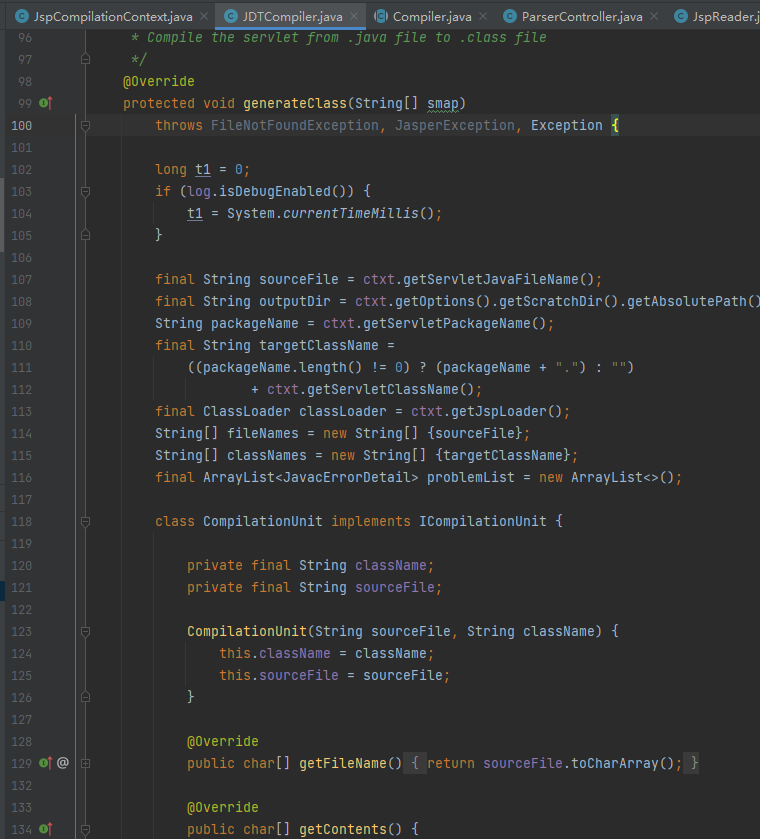 JspCompilationContext.java JDTCompiler.java Compiler.java ParserController.java JspReader.j
96 * Compile the servlet from .java file to .class file
97 */
98 @Override
99 protected void generateClass(String[] smap)
100 throws FileNotFoundException, JasperException, Exception {
101
102 long t1 = 0;
103 if (log.isDebugEnabled()) {
104 t1 = System.currentTimeMillis();
105 }
106
107 final String sourceFile = ctxt.getServletJavaFileName();
108 final String outputDir = ctxt.getOptions().getScratchDir().getAbsolutePath()
109 String packageName = ctxt.getServletPackageName();
110 final String targetClassName =
111 ((packageName.length() != 0) ? (packageName + ".") : "")
112 + ctxt.getServletClassName();
113 final ClassLoader classLoader = ctxt.getJspLoader();
114 String[] fileNames = new String[] {sourceFile};
115 String[] classNames = new String[] {targetClassName};
116 final ArrayList<JavacErrorDetail> problemList = new ArrayList<>();
117
118 class CompilationUnit implements ICompilationUnit {
119
120 private final String className;
121 private final String sourceFile;
122
123 CompilationUnit(String sourceFile, String className) {
124 this.className = className;
125 this.sourceFile = sourceFile;
126 }
127
128 @Override
129 @ public char[] getFileName() { return sourceFile.toCharArray(); }
132
133 @Override
134 public char[] getContents() {